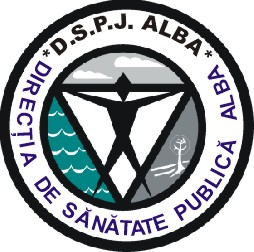 *D.S.P.J. ALBA*
DIRECȚIA DE SĂNĂTATE PUBLICĂ ALBA